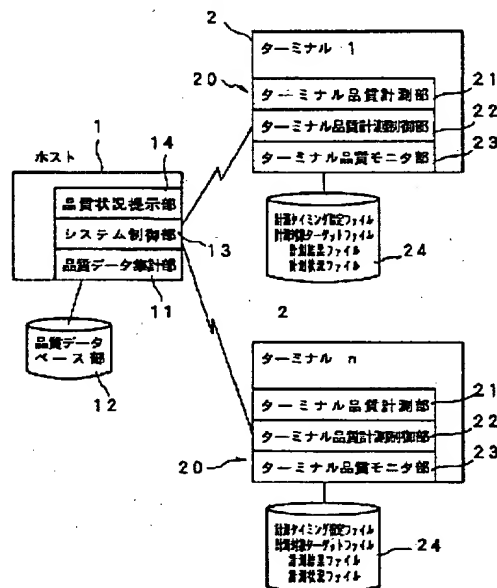 2
ターミナル 1
20
ターミナル品質計測部
21
ターミナル品質計測制御部
22
ターミナル品質モニタ部
23
計測タイミング設定ファイル
計測対象ターゲットファイル
計測結果ファイル
計測状況ファイル
24
1
ホスト
14
品質状況提示部
システム制御部
13
品質データ集計部
11
品質データ
ベース部
12
2
ターミナル n
ターミナル品質計測部
21
ターミナル品質計測制御部
22
20
ターミナル品質モニタ部
23
計測タイミング設定ファイル
計測対象ターゲットファイル
計測結果ファイル
計測状況ファイル
24